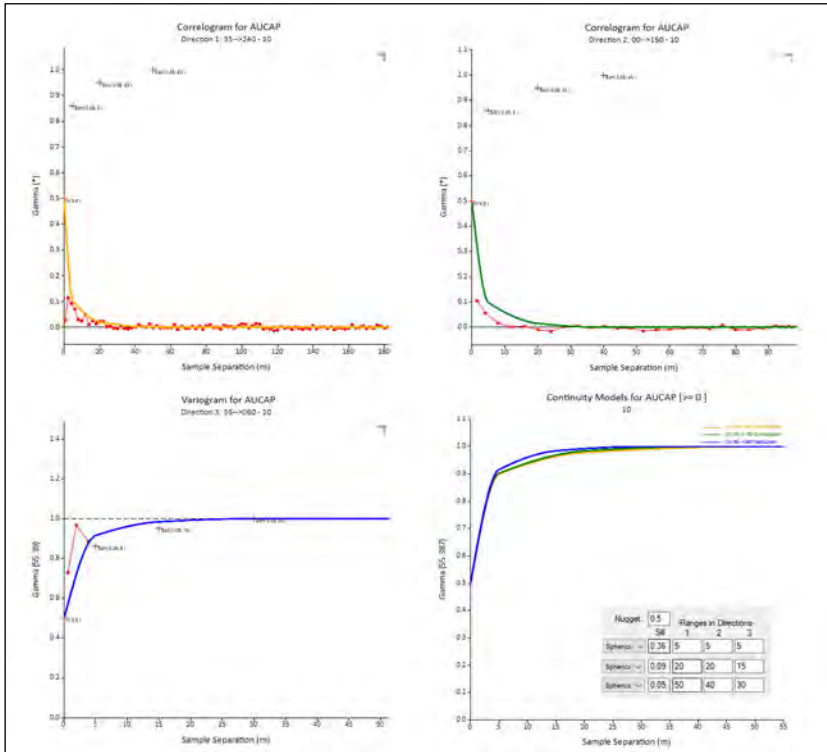 Correlogram for AUCAP
Direction 1: 55-->240 - 10
Gamma (*)
1.0
0.9
0.8
0.7
0.6
0.5
0.4
0.3
0.2
0.1
0.0
0 20 40 60 80 100 120 140 160 180
Sample Separation (m)
Correlogram for AUCAP
Direction 2: 00-->150 - 10
Gamma (*)
1.1
1.0
0.9
0.8
0.7
0.6
0.5
0.4
0.3
0.2
0.1
0.0
0 10 20 30 40 50 60 70 80 90
Sample Separation (m)
Variogram for AUCAP
Direction 3: 35-->060 - 10
Gamma (55.39)
1.4
1.2
1.0
0.8
0.6
0.4
0.2
0.0
0 5 10 15 20 25 30 35 40 45 50
Sample Separation (m)
Continuity Models for AUCAP [>= 0 ]
10
Gamma (55.387)
1.1
1.0
0.9
0.8
0.7
0.6
0.5
0.4
0.3
0.2
0.1
0.0
0 5 10 15 20 25 30 35 40 45 50 55
Sample Separation (m)
Nugget: 0.5 Ranges in Directions
Sill 1 2 3
Spherica 0.36 5 5 5
Spherica 0.09 20 20 15
Spherica 0.05 50 40 30